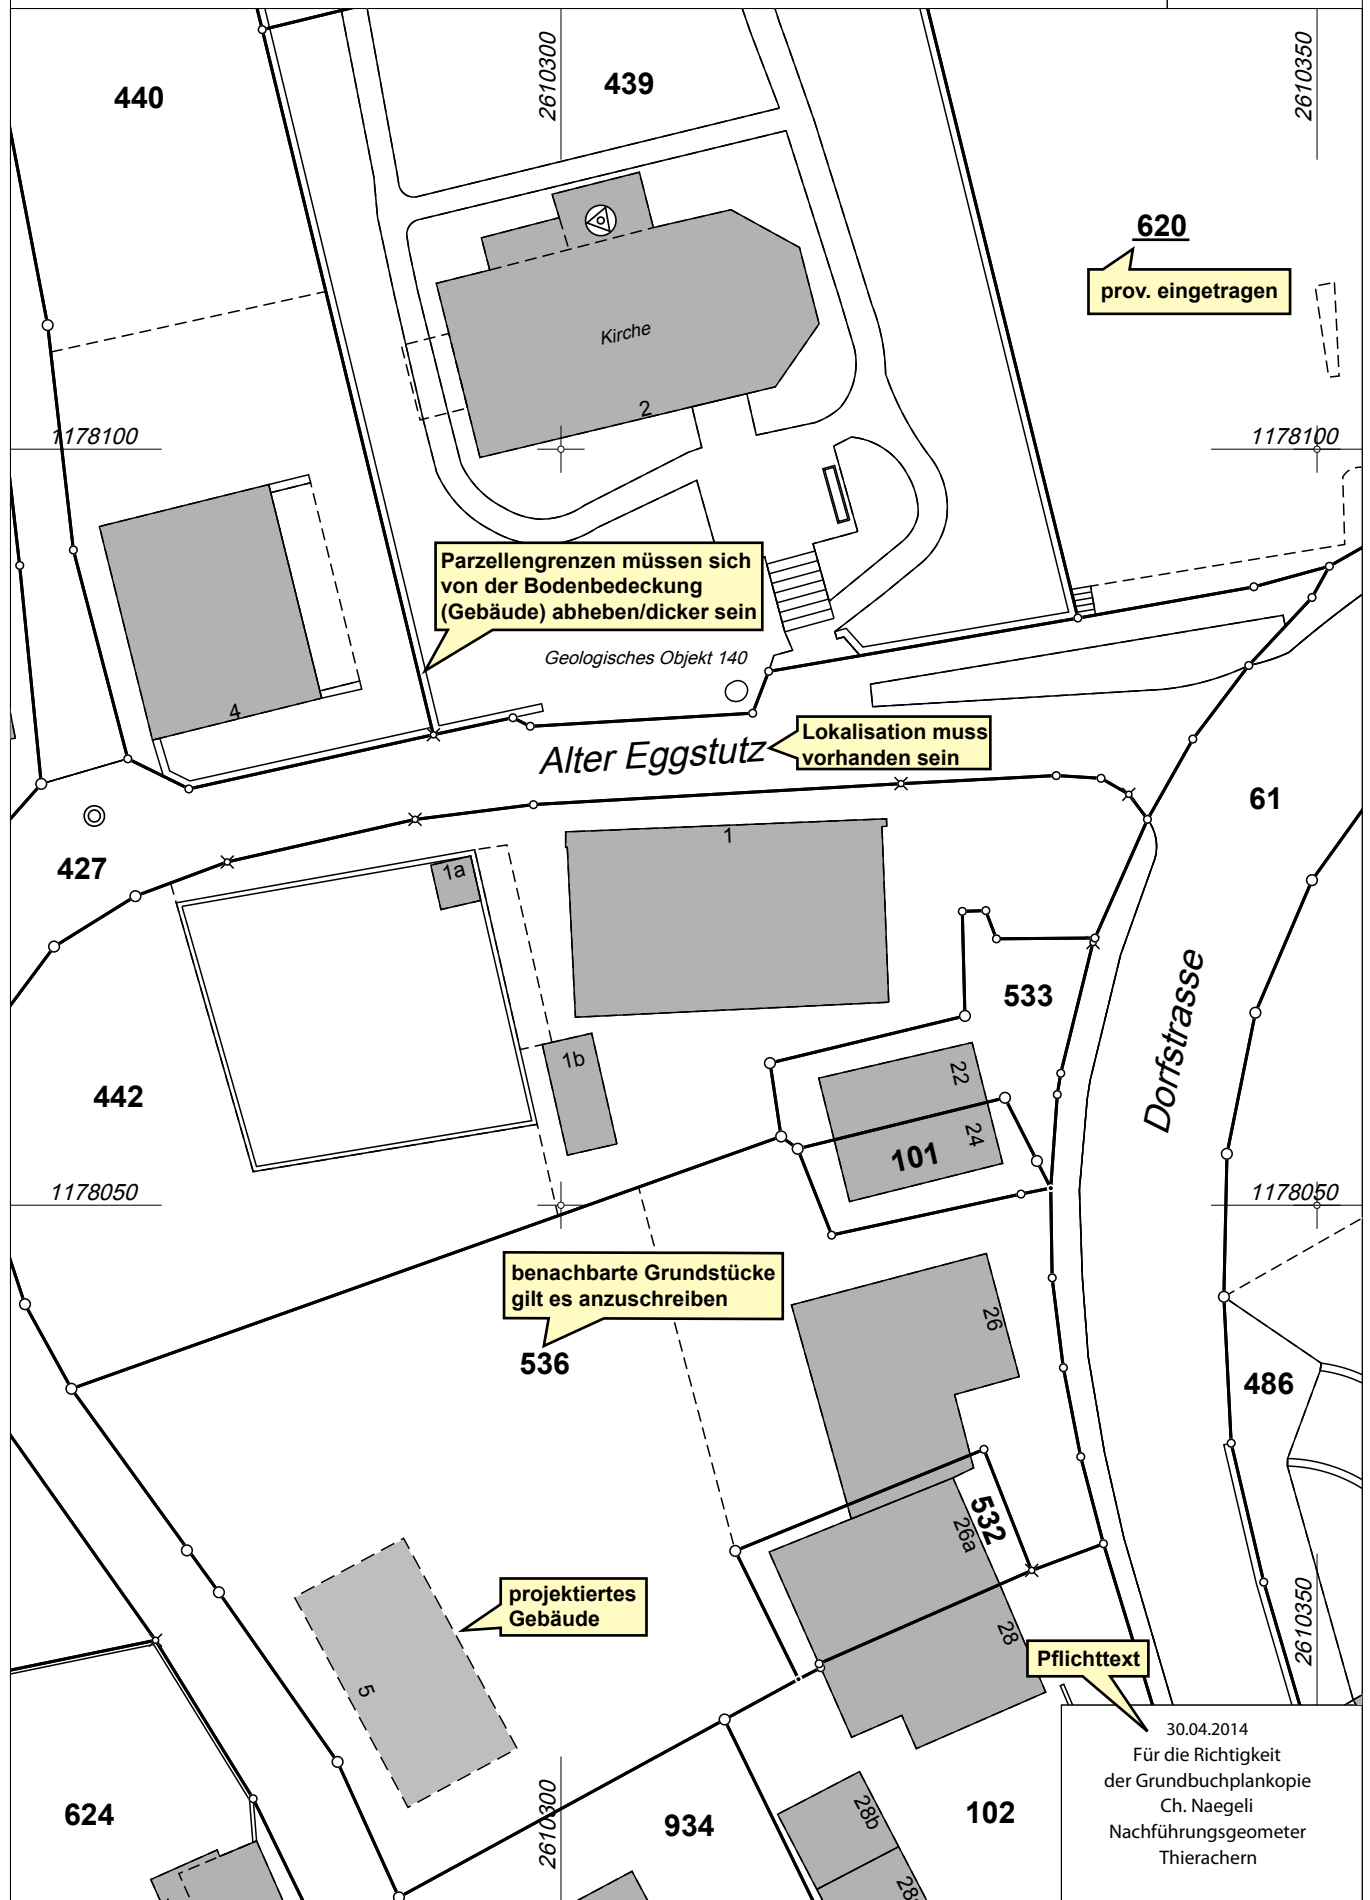 440
2610300
439
2610350
620
prov. eingetragen
Kirche
2
1178100
1178100
Parzellengrenzen müssen sich
von der Bodenbedeckung
(Gebäude) abheben/dicker sein
Geologisches Objekt 140
4
Alter Eggstutz
Lokalisation muss
vorhanden sein
61
1
427
1a
533
Dorfstrasse
1b
22
442
24
101
1178050
1178050
benachbarte Grundstücke
gilt es anzuschreiben
26
536
486
532
26a
projektiertes
Gebäude
28
2610350
Pflichttext
5
30.04.2014
Für die Richtigkeit
der Grundbuchplankopie
Ch. Naegeli
Nachführungsgeometer
Thierachern
624
2610300
934
28b
102